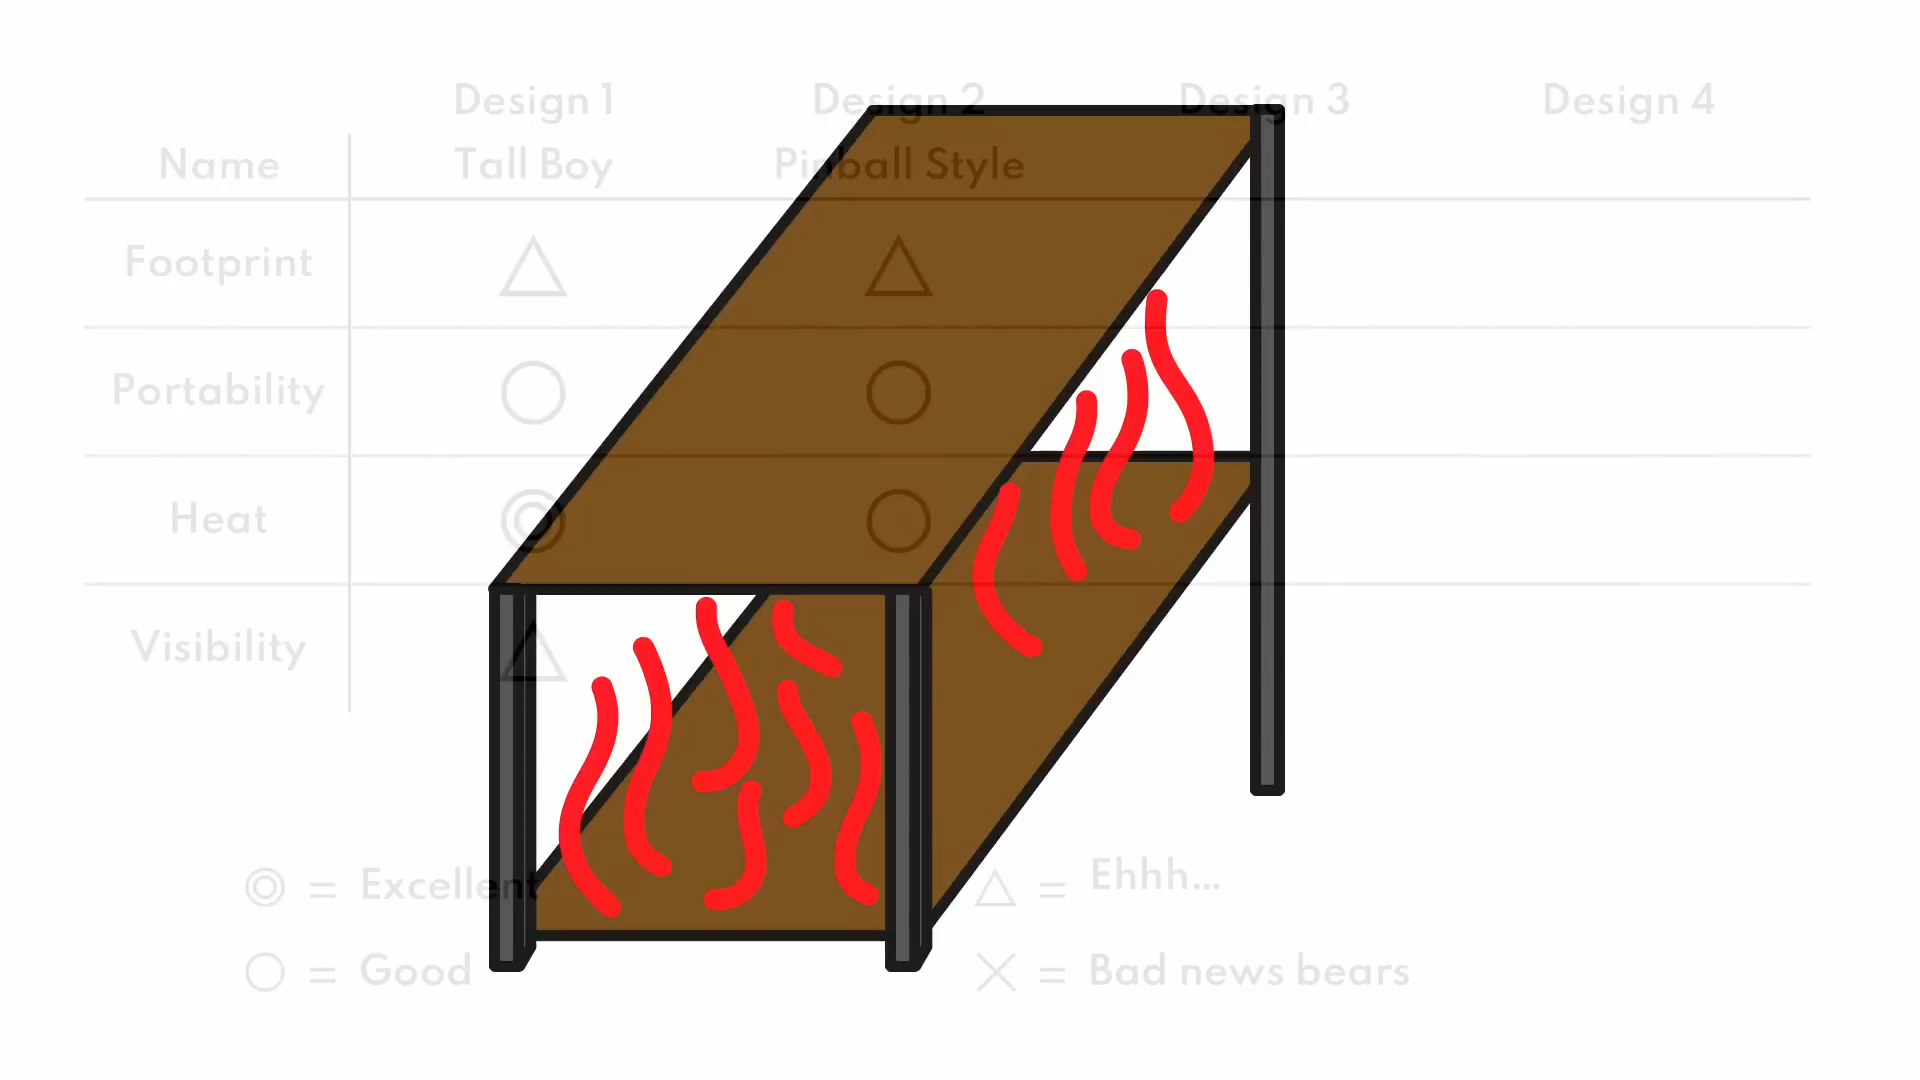 Design 1 Design 2 Design 3 Design 4
Name Tall Boy Pinball Style
Footprint
Portability
Heat
Visibility
= Excellent = Ehhh...
= Good = Bad news bears